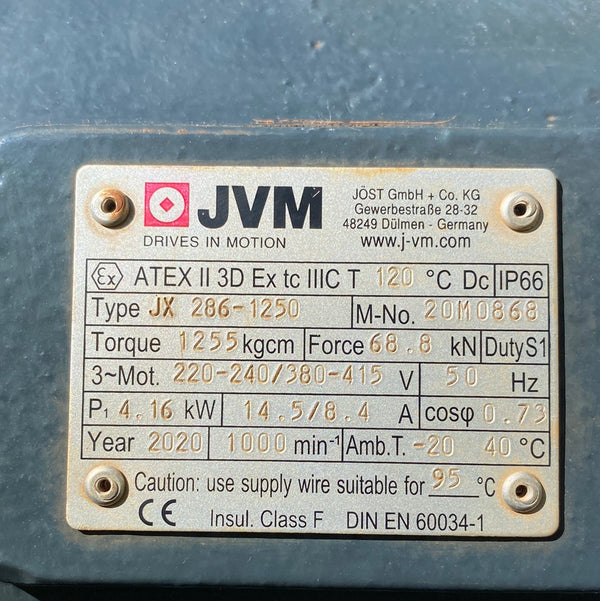 JVM
DRIVES IN MOTION
JÖST GmbH + Co. KG
Gewerbestraße 28-32
48249 Dülmen - Germany
www.j-vm.com
Ex ATEX II 3D Ex tc IIIC T 120 °C Dc IP66
Type JX 286-1250 M-No. 20M0868
Torque 1255 kgcm Force 68.8 kN Duty S1
3~Mot. 220-240/380-415 V 50 Hz
P1 4.16 kW 14.5/8.4 A cosφ 0.73
Year 2020 1000 min-1 Amb.T. -20 40 °C
Caution: use supply wire suitable for 95 °C
CE Insul. Class F DIN EN 60034-1